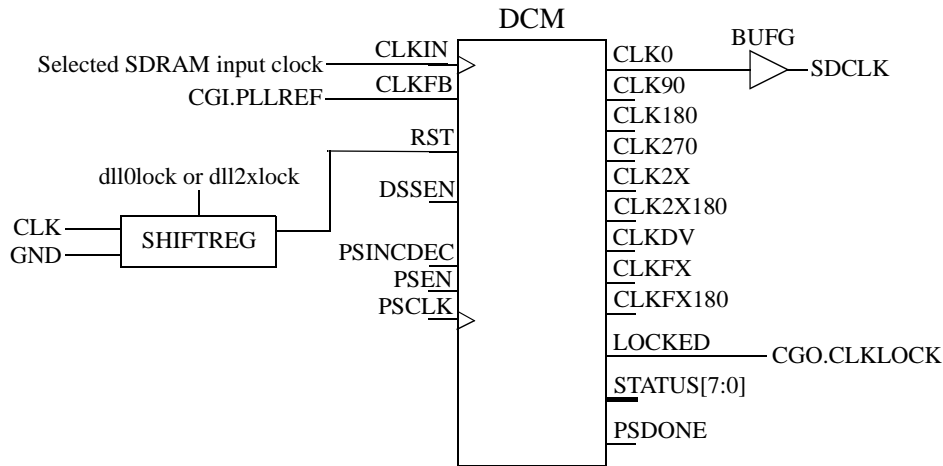 DCM
BUFG
CLKIN
CLK0
Selected SDRAM input clock
SDCLK
CLKFB
CLK90
CGI.PLLREF
CLK180
RST
CLK270
dll0lock or dll2xlock
DSSEN
CLK2X
CLK2X180
CLK
SHIFTREG
GND
CLKDV
PSINCDEC
CLKFX
PSEN
CLKFX180
PSCLK
LOCKED
CGO.CLKLOCK
STATUS[7:0]
PSDONE